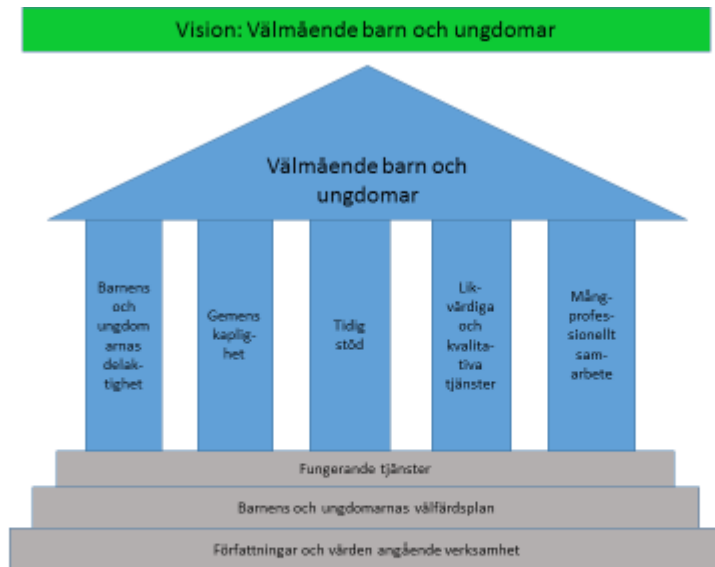 Vision: Välmående barn och ungdomar
Välmående barn och
ungdomar
Barnens
och
ungdom
arnas
delak-
tighet
Gemens
kaplig-
het
Tidig
stöd
Lik-
värdiga
och
kvalita-
tiva
tjänster
Mång-
profes-
sionellt
sam-
arbete
Fungerande tjänster
Barnens och ungdomarnas välfärdsplan
Författningar och värden angående verksamhet